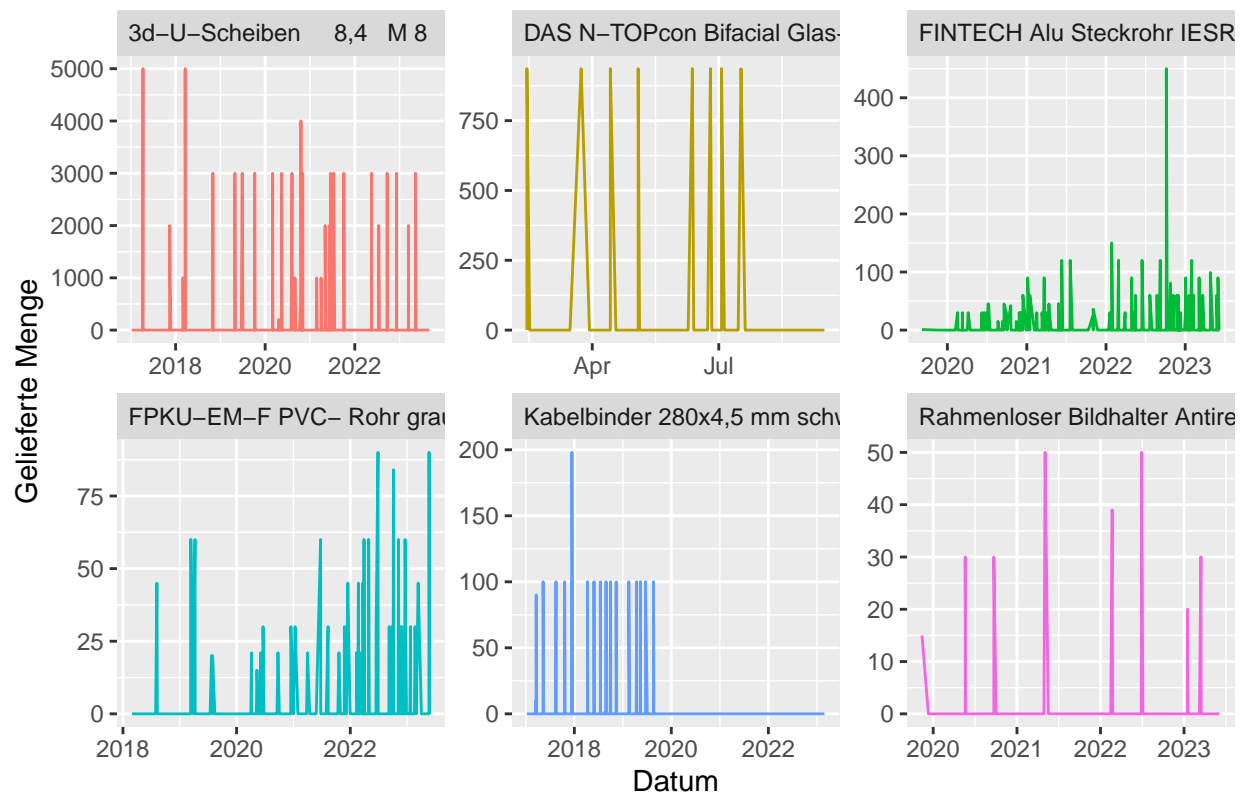 3d−U−Scheiben 8,4 M 8
DAS N−TOPcon Bifacial Glas−
FINTECH Alu Steckrohr IESR
5000
4000
3000
2000
1000
0
2018 2020 2022
750
500
250
0
Apr Jul
400
300
200
100
0
2020 2021 2022 2023
Gelieferte Menge
FPKU−EM−F PVC− Rohr grau
Kabelbinder 280x4,5 mm schw
Rahmenloser Bildhalter Antire
75
50
25
0
2018 2020 2022
200
150
100
50
0
2018 2020 2022
50
40
30
20
10
0
2020 2021 2022 2023
Datum